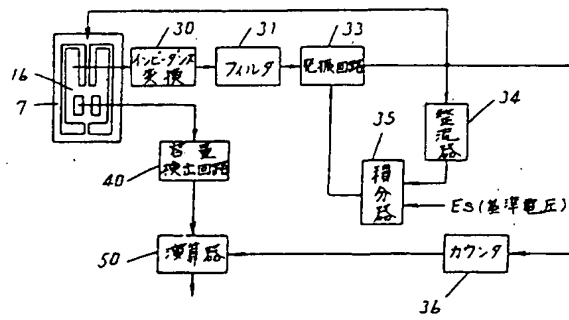 30
31
33
インピーダンス
変換
フィルタ
発振回路
16
7
34
整流器
35
容量
検出回路
40
積分器
ES(基準電圧)
50
演算器
カウンタ
36